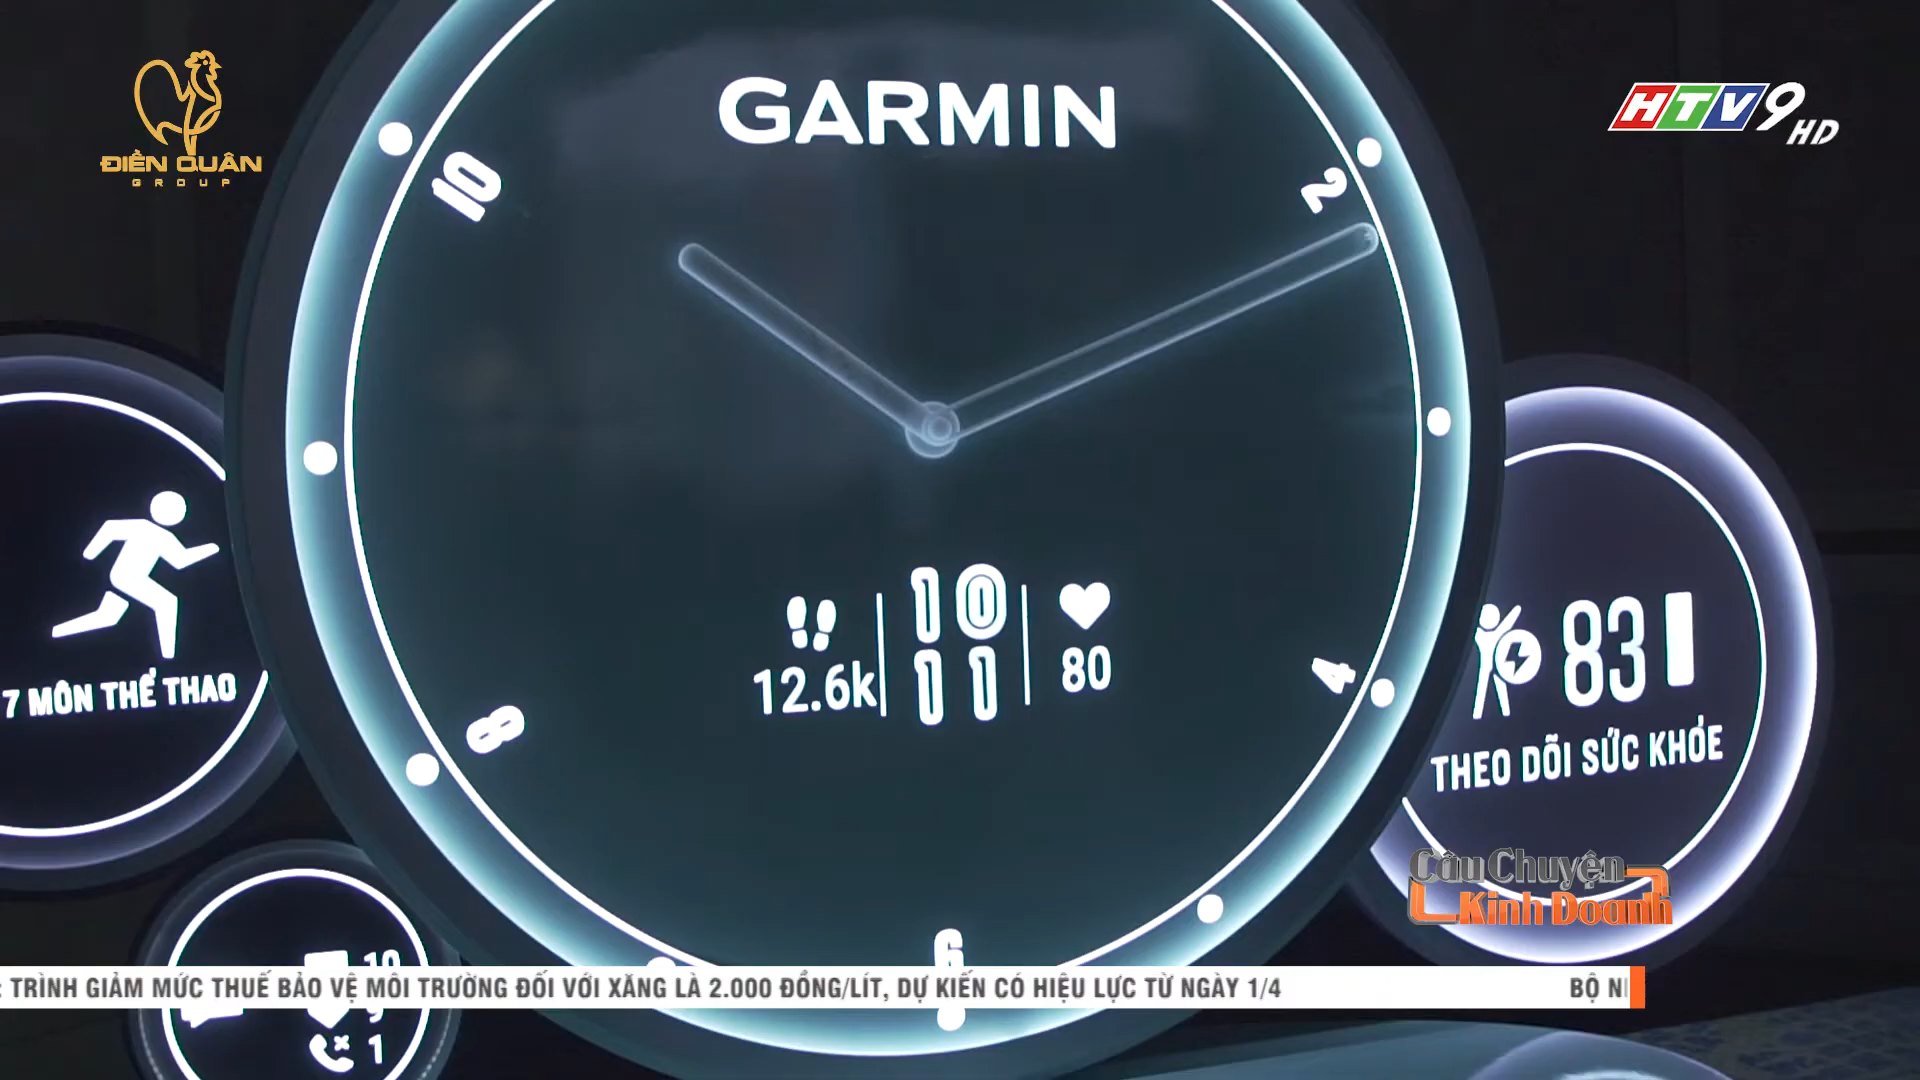 ĐIỀN QUÂN
GROUP
HTV9 HD
GARMIN
10
2
4
6
8
12.6k
10
11
80
7 MÔN THỂ THAO
83
THEO DÕI SỨC KHỎE
Câu Chuyện
Kinh Doanh
10
1
TRÌNH GIẢM MỨC THUẾ BẢO VỆ MÔI TRƯỜNG ĐỐI VỚI XĂNG LÀ 2.000 ĐỒNG/LÍT, DỰ KIẾN CÓ HIỆU LỰC TỪ NGÀY 1/4
BỘ